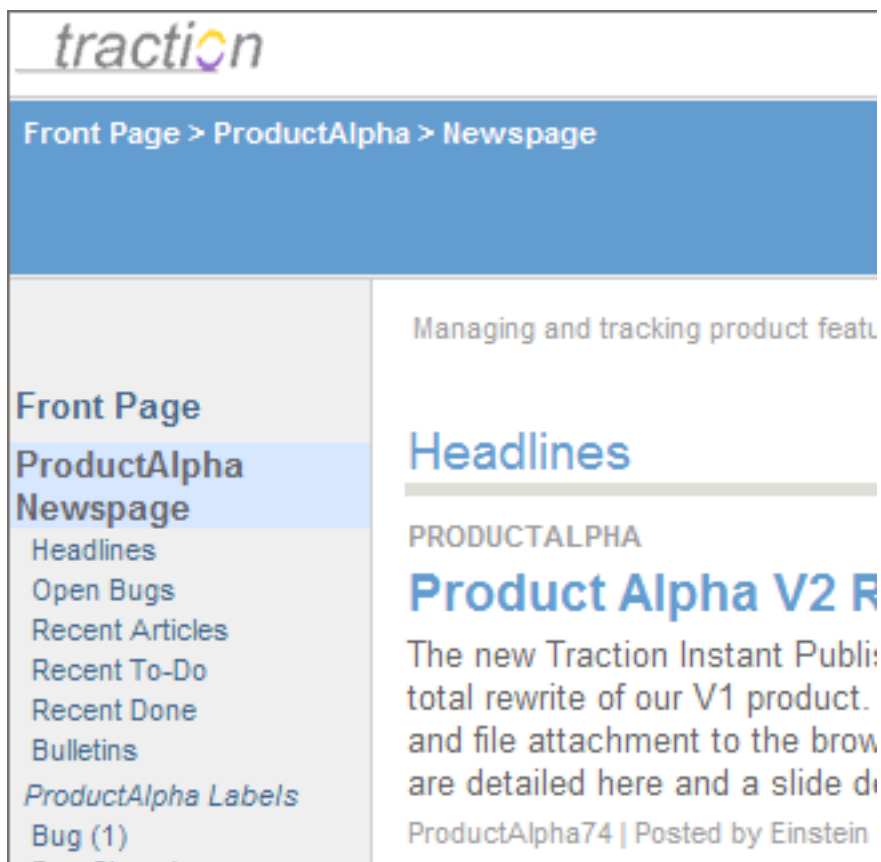 traction
Front Page > ProductAlpha > Newspage
Managing and tracking product
Front Page
ProductAlpha
Newspage
Headlines
Open Bugs
Recent Articles
Recent To-Do
Recent Done
Bulletins
ProductAlpha Labels
Bug (1)
Headlines
PRODUCTALPHA
Product Alpha V2
The new Traction Instant
total rewrite of our V1 product.
and file attachment to the
are detailed here and a slide
ProductAlpha74 | Posted by Einstein